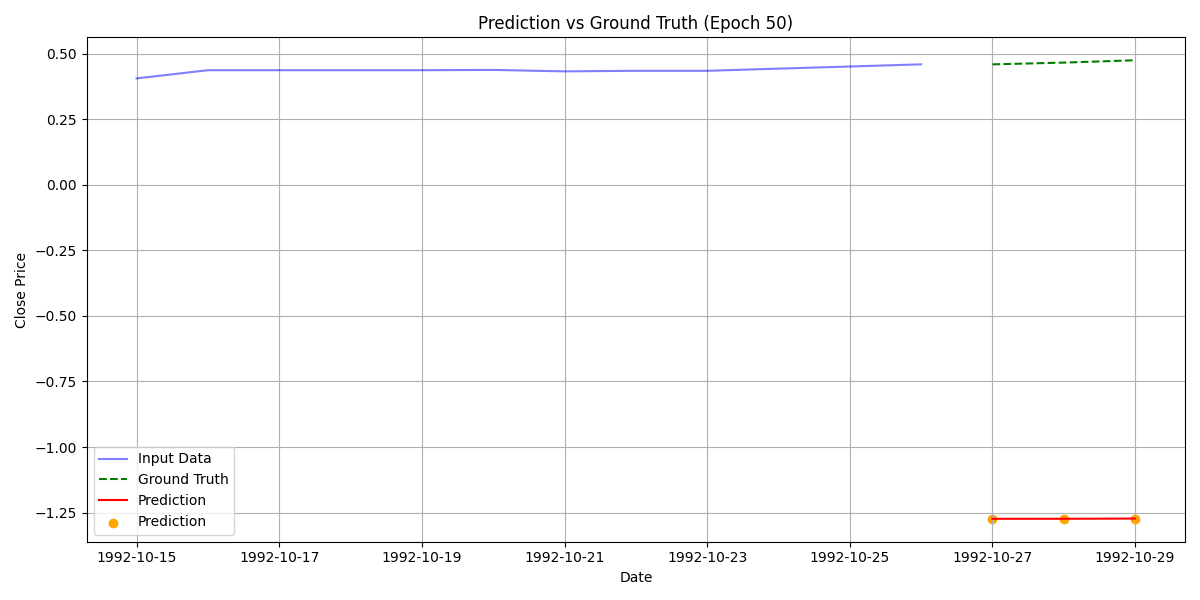 Prediction vs Ground Truth (Epoch 50)
Close Price
0.50
0.25
0.00
−0.25
−0.50
−0.75
−1.00
−1.25
Input Data
Ground Truth
Prediction
Prediction
1992-10-15 1992-10-17 1992-10-19 1992-10-21 1992-10-23 1992-10-25 1992-10-27 1992-10-29
Date